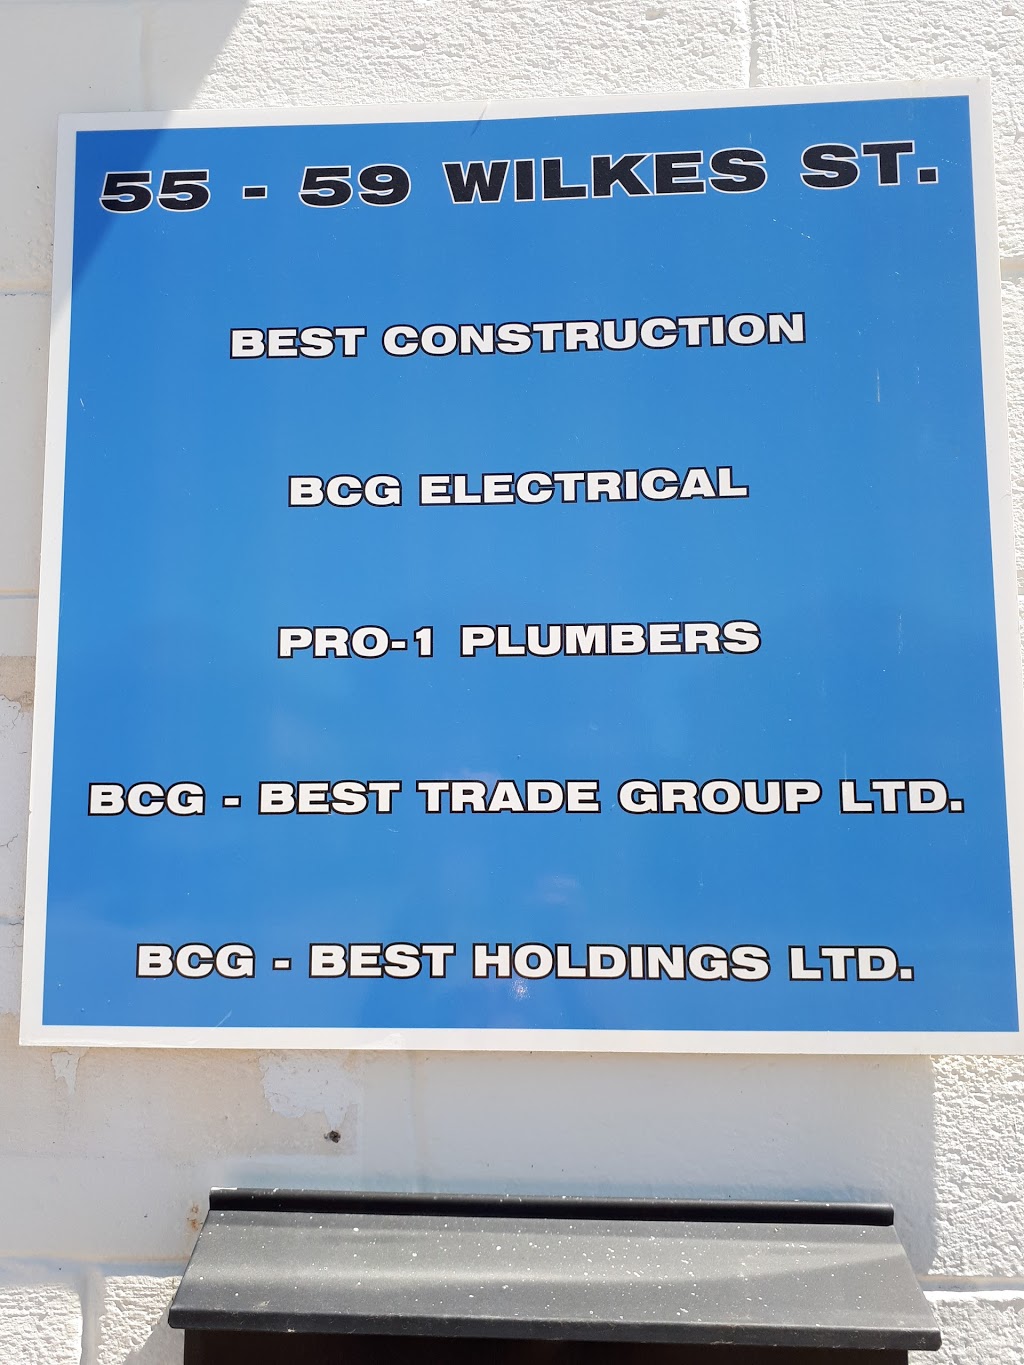 55 - 59 WILKES ST.
BEST CONSTRUCTION
BCG ELECTRICAL
PRO-1 PLUMBERS
BCG - BEST TRADE GROUP LTD.
BCG - BEST HOLDINGS LTD.